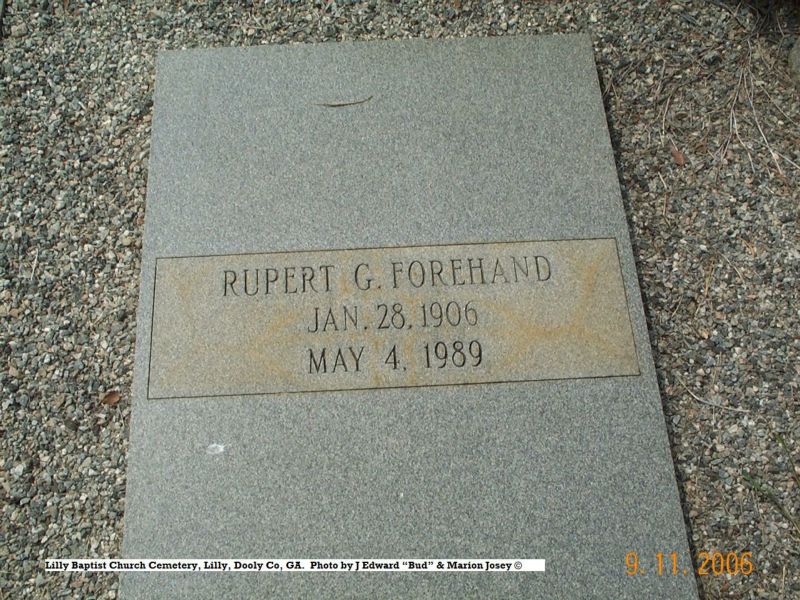 RUPERT G. FOREHAND
JAN. 28, 1906
MAY 4, 1989
Lilly Baptist Church Cemetery, Lilly, Dooly Co, GA. Photo by J Edward “Bud” & Marion Josey ©
9. 11. 2006